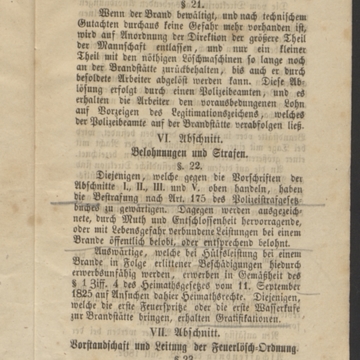 § 21.
Wenn der Brand bewältigt, und nach technischem
Gutachten durchaus keine Gefahr mehr vorhanden ist,
wird auf Anordnung der Direktion der größere Theil
der Mannschaft entlassen, und nur ein kleiner
Theil mit den nöthigen Löschmaschinen so lange noch
an der Brandstätte zurückbehalten, bis auch er durch
besoldete Arbeiter abgelöst werden kann. Diese Ab-
lösung erfolgt durch einen Polizeibeamten, und es
erhalten die Arbeiter den vorausbedungenen Lohn
auf Vorzeigen des Legitimationszeichens, welches
der Polizeibeamte auf der Brandstätte verabfolgen ließ.
VI. Abschnitt.
Belohnungen und Strafen.
§. 22.
Diejenigen, welche gegen die Vorschriften der
Abschnitte I., II., III. und V. oben handeln, haben
die Bestrafung nach Art. 175 des Polizeistrafgesetz-
buches zu gewärtigen. Dagegen werden ausgezeich-
nete, durch Muth und Entschlossenheit hervorragende,
oder mit Lebensgefahr verbundene Leistungen bei einem
Brande öffentlich belobt, oder entsprechend belohnt.
Auswärtige, welche bei Hülfsleistung bei einem
Brande in Folge erlittener Beschädigungen hiedurch
erwerbsunfähig werden, erwerben in Gemäßheit des
§ 1 Ziff. 4 des Heimathsgesetzes vom 11. September
1825 auf Ansuchen dahier Heimathsrechte. Diejenigen,
welche die erste Feuerspritze oder die erste Wasserkufe
zur Brandstätte bringen, erhalten Gratifikationen.
VII. Abschnitt.
Vorstandschaft und Leitung der Feuerlösch-Ordnung.
§ 23.